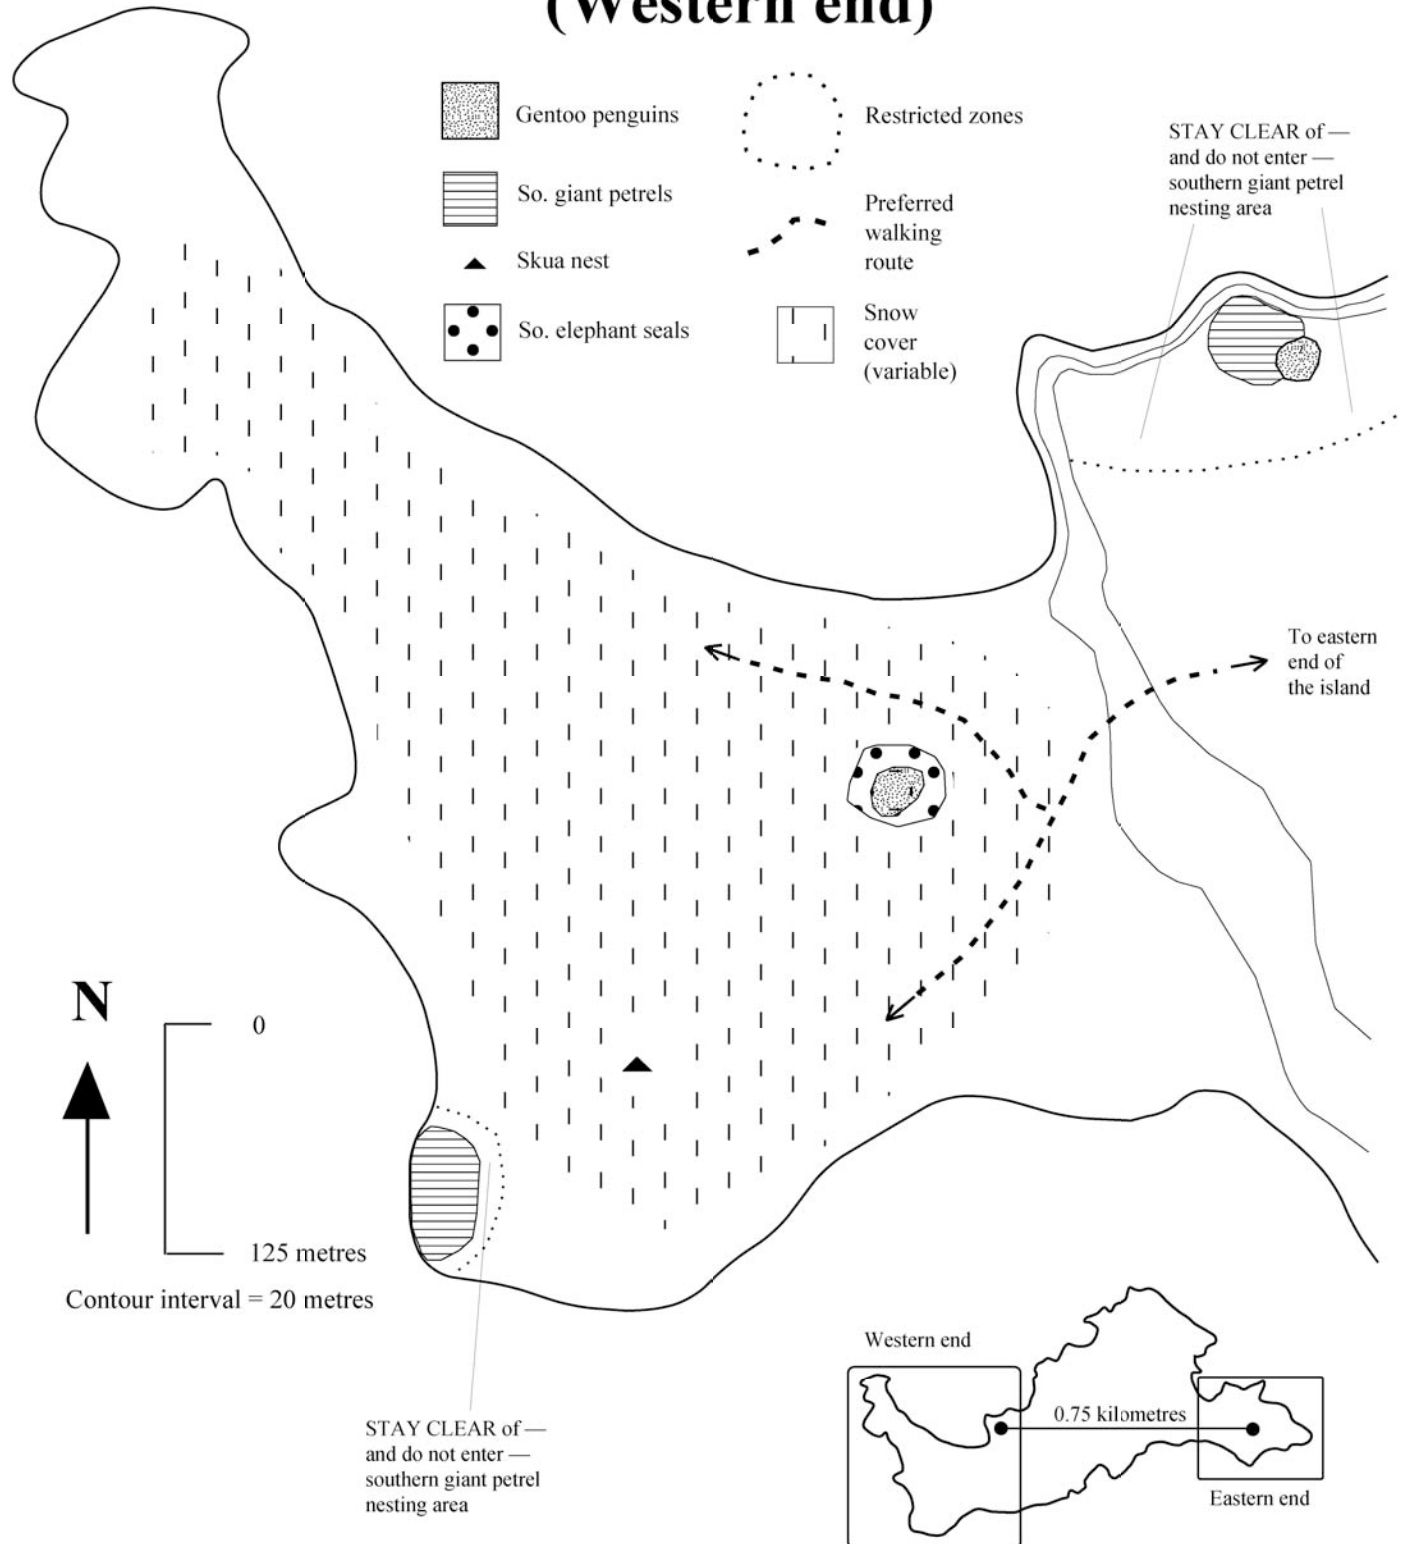 (Western end)
Gentoo penguins
So. giant petrels
Skua nest
So. elephant seals
Restricted zones
Preferred
walking
route
Snow
cover
(variable)
STAY CLEAR of —
and do not enter —
southern giant petrel
nesting area
To eastern
end of
the island
N
0
125 metres
Contour interval = 20 metres
STAY CLEAR of —
and do not enter —
southern giant petrel
nesting area
Western end
0.75 kilometres
Eastern end